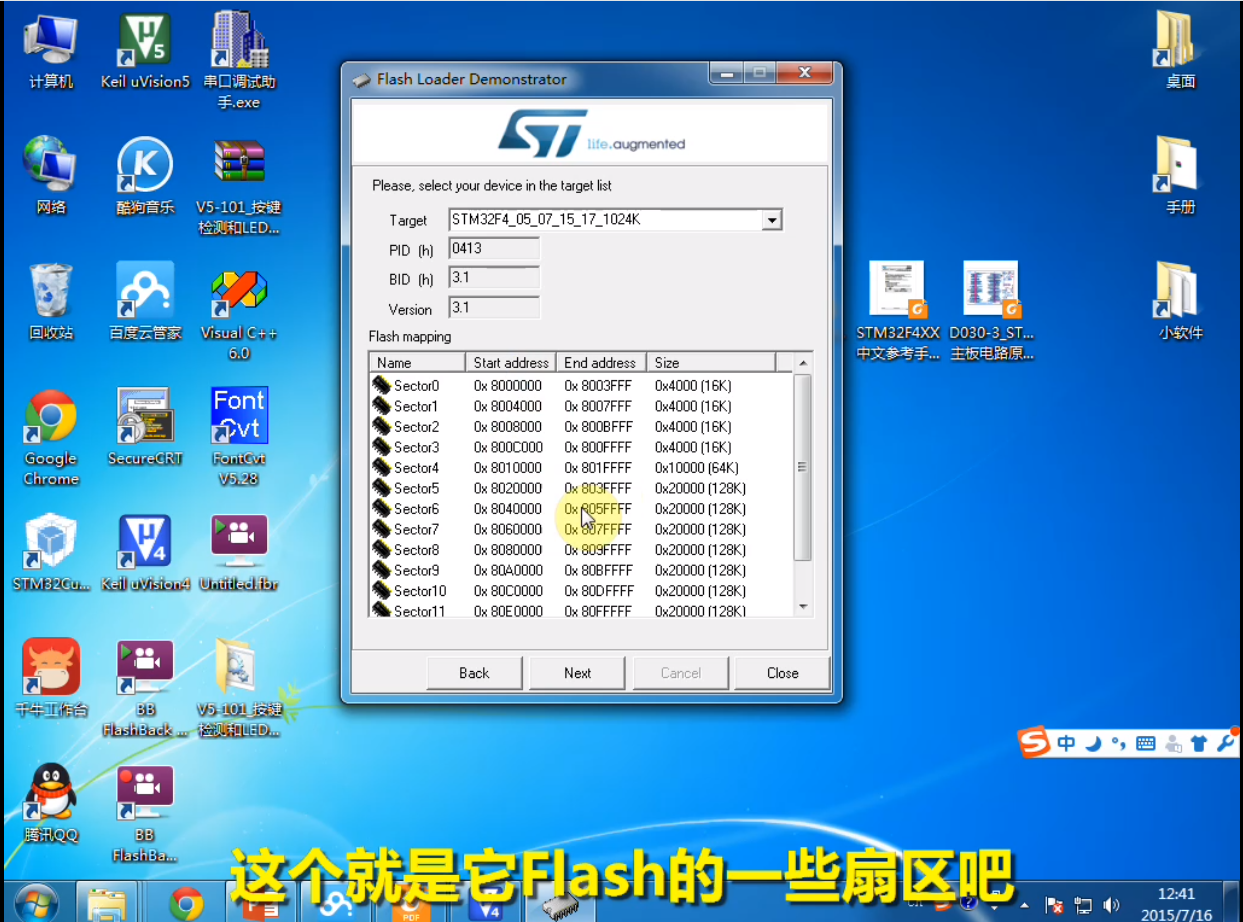 计算机
Keil uVision5
串口调试助
手.exe
网络
酷狗音乐
V5-101_按键
检测和LED...
回收站
百度云管家
Visual C++
6.0
Google
Chrome
SecureCRT
Font
Cvt
FontCvt
V5.28
STM32Cu...
Keil uVision4
Untitled.fbr
千牛工作台
BB
FlashBack ...
V5-101_按键
检测和LED...
腾讯QQ
BB
FlashBa...
Flash Loader Demonstrator
ST
life.augmented
Please, select your device in the target list
Target STM32F4_05_07_15_17_1024K
PID (h) 0413
BID (h) 3.1
Version 3.1
Flash mapping
Name Start address End address Size
Sector0 0x 8000000 0x 8003FFF 0x4000 (16K)
Sector1 0x 8004000 0x 8007FFF 0x4000 (16K)
Sector2 0x 8008000 0x 800BFFF 0x4000 (16K)
Sector3 0x 800C000 0x 800FFFF 0x4000 (16K)
Sector4 0x 8010000 0x 801FFFF 0x10000 (64K)
Sector5 0x 8020000 0x 803FFFF 0x20000 (128K)
Sector6 0x 8040000 0x 805FFFF 0x20000 (128K)
Sector7 0x 8060000 0x 807FFFF 0x20000 (128K)
Sector8 0x 8080000 0x 809FFFF 0x20000 (128K)
Sector9 0x 80A0000 0x 80BFFFF 0x20000 (128K)
Sector10 0x 80C0000 0x 80DFFFF 0x20000 (128K)
Sector11 0x 80E0000 0x 80FFFFF 0x20000 (128K)
Back Next Cancel Close
桌面
手册
STM32F4XX
中文参考手...
D030-3_ST...
主板电路原...
小软件
中
这个就是它Flash的一些扇区吧
PDF
12:41
2015/7/16